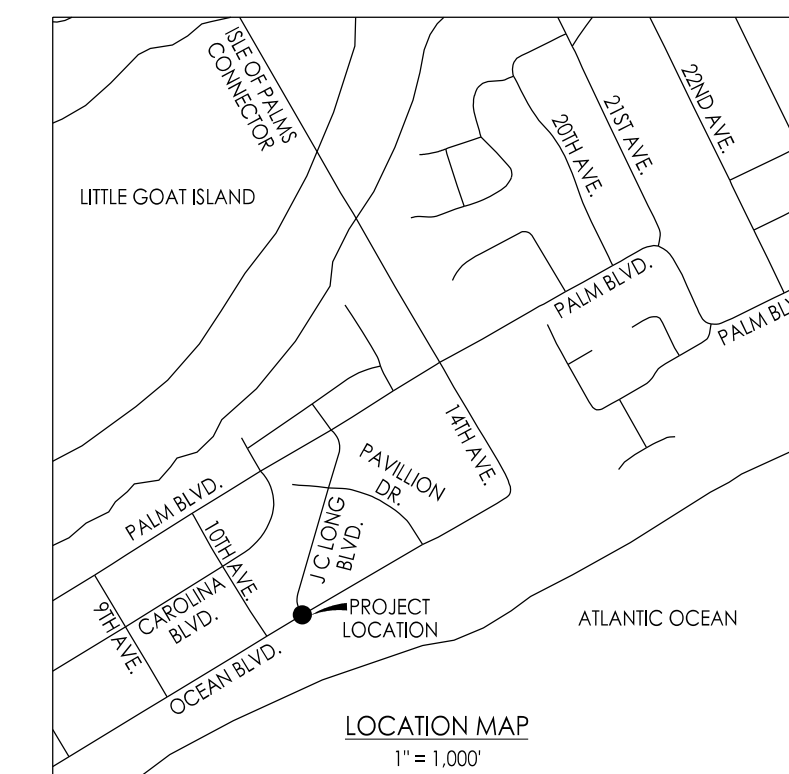 ISLE OF PALMS
CONNECTOR
LITTLE GOAT ISLAND
20TH AVE.
21ST AVE.
22ND AVE.
PALM BLVD.
PALM BLV
14TH AVE.
PAVILLION
DR.
J C LONG
BLVD.
PALM BLVD.
10TH AVE.
CAROLINA
BLVD.
9TH AVE.
OCEAN BLVD.
PROJECT
LOCATION
ATLANTIC OCEAN
LOCATION MAP
1" = 1,000'